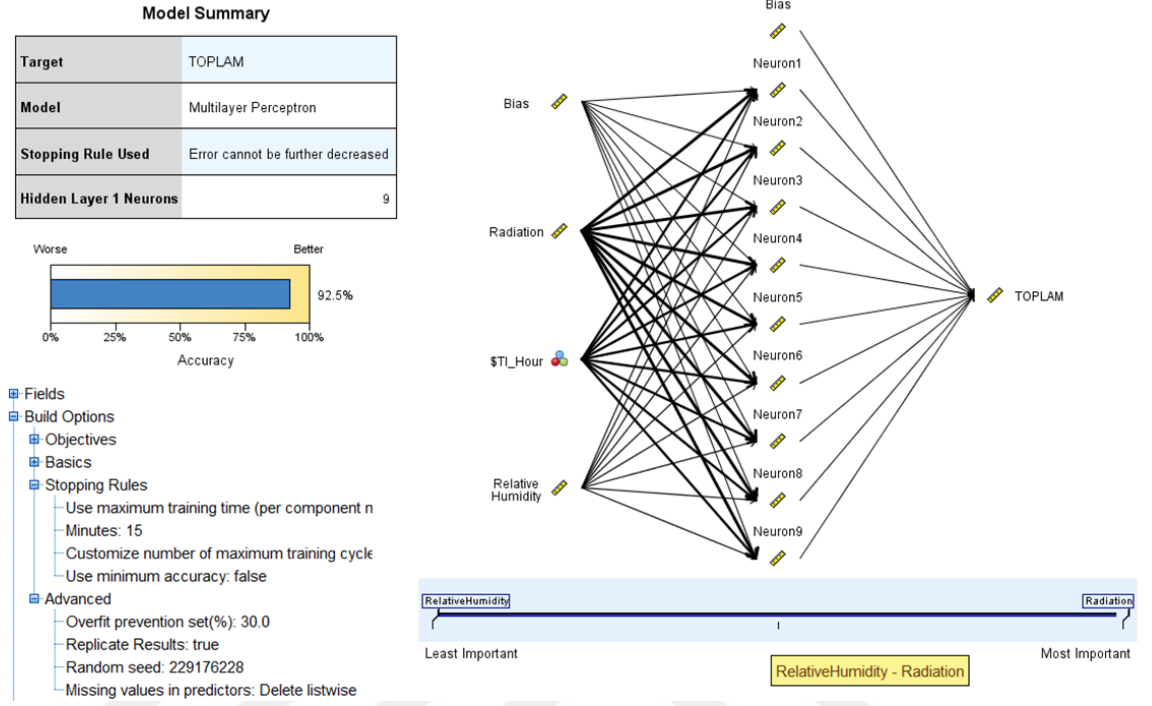 Model Summary
Target TOPLAM
Model Multilayer Perceptron
Stopping Rule Used Error cannot be further decreased
Hidden Layer 1 Neurons 9
Worse Better
92.5%
0% 25% 50% 75% 100%
Accuracy
Fields
Build Options
Objectives
Basics
Stopping Rules
Use maximum training time (per component n
Minutes: 15
Customize number of maximum training cycle
Use minimum accuracy: false
Advanced
Overfit prevention set(%): 30.0
Replicate Results: true
Random seed: 229176228
Missing values in predictors: Delete listwise
Bias
Radiation
$TI_Hour
Relative
Humidity
Bias
Neuron1
Neuron2
Neuron3
Neuron4
Neuron5
Neuron6
Neuron7
Neuron8
Neuron9
TOPLAM
RelativeHumidity Radiation
Least Important Most Important
RelativeHumidity - Radiation